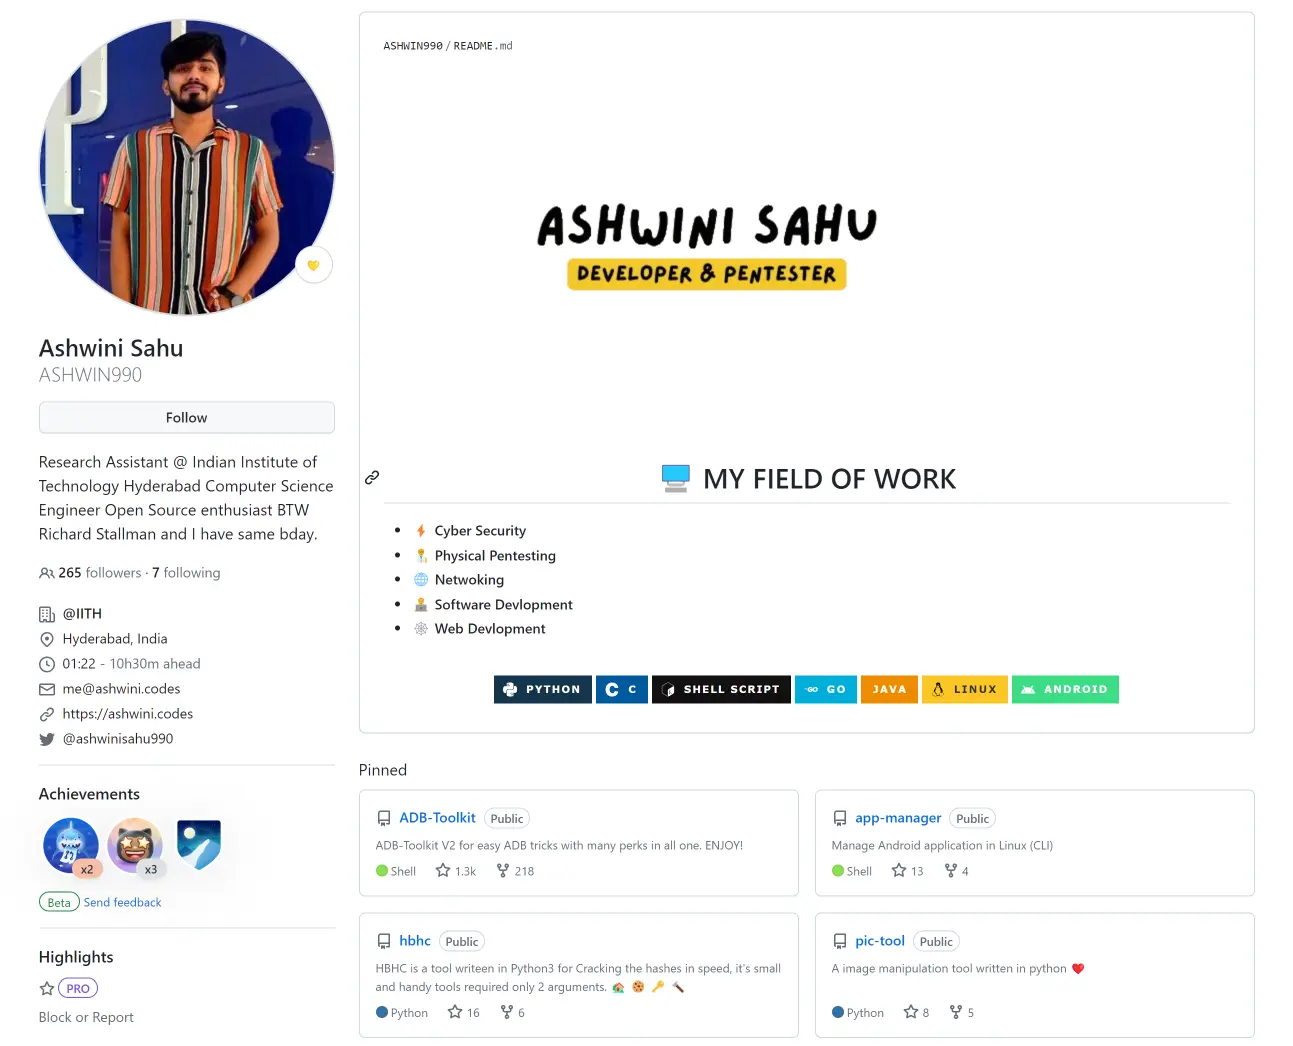 P
Ashwini Sahu
ASHWIN990
Follow
Research Assistant @ Indian Institute of
Technology Hyderabad Computer Science
Engineer Open Source enthusiast BTW
Richard Stallman and I have same bday.
265 followers · 7 following
@IITH
Hyderabad, India
01:22 - 10h30m ahead
me@ashwini.codes
https://ashwini.codes
@ashwinisahu990
Achievements
x2
x3
Beta Send feedback
Highlights
PRO
Block or Report
ASHWIN990 / README.md
ASHWINI SAHU
DEVELOPER & PENTESTER
MY FIELD OF WORK
• ⚡ Cyber Security
• Physical Pentesting
• 🌐 Netwoking
• Software Devlopment
• 🕸 Web Devlopment
PYTHON C C SHELL SCRIPT GO GO JAVA LINUX ANDROID
Pinned
ADB-Toolkit Public
ADB-Toolkit V2 for easy ADB tricks with many perks in all one. ENJOY!
Shell 1.3k 218
app-manager Public
Manage Android application in Linux (CLI)
Shell 13 4
hbhc Public
HBHC is a tool writeen in Python3 for Cracking the hashes in speed, it's small
and handy tools required only 2 arguments. 🏠 🍪 🔑 🔨
Python 16 6
pic-tool Public
A image manipulation tool written in python ❤️
Python 8 5